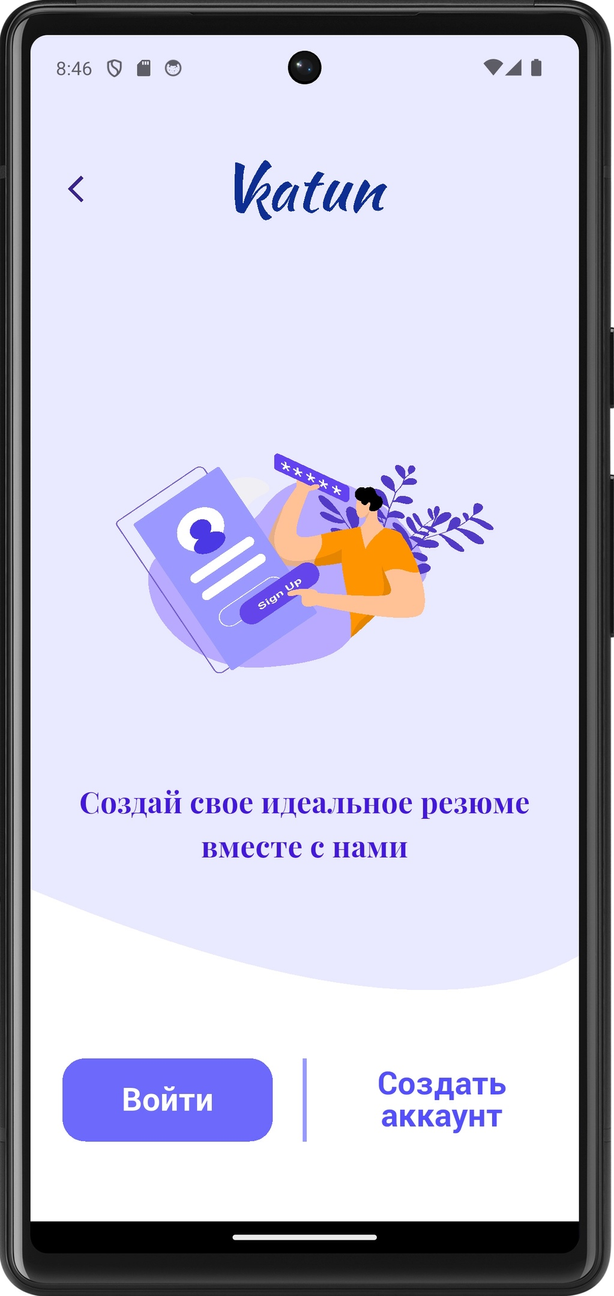 8:46
Vkatun
*****
Sign Up
Создай свое идеальное резюме
вместе с нами
Войти
Создать
аккаунт